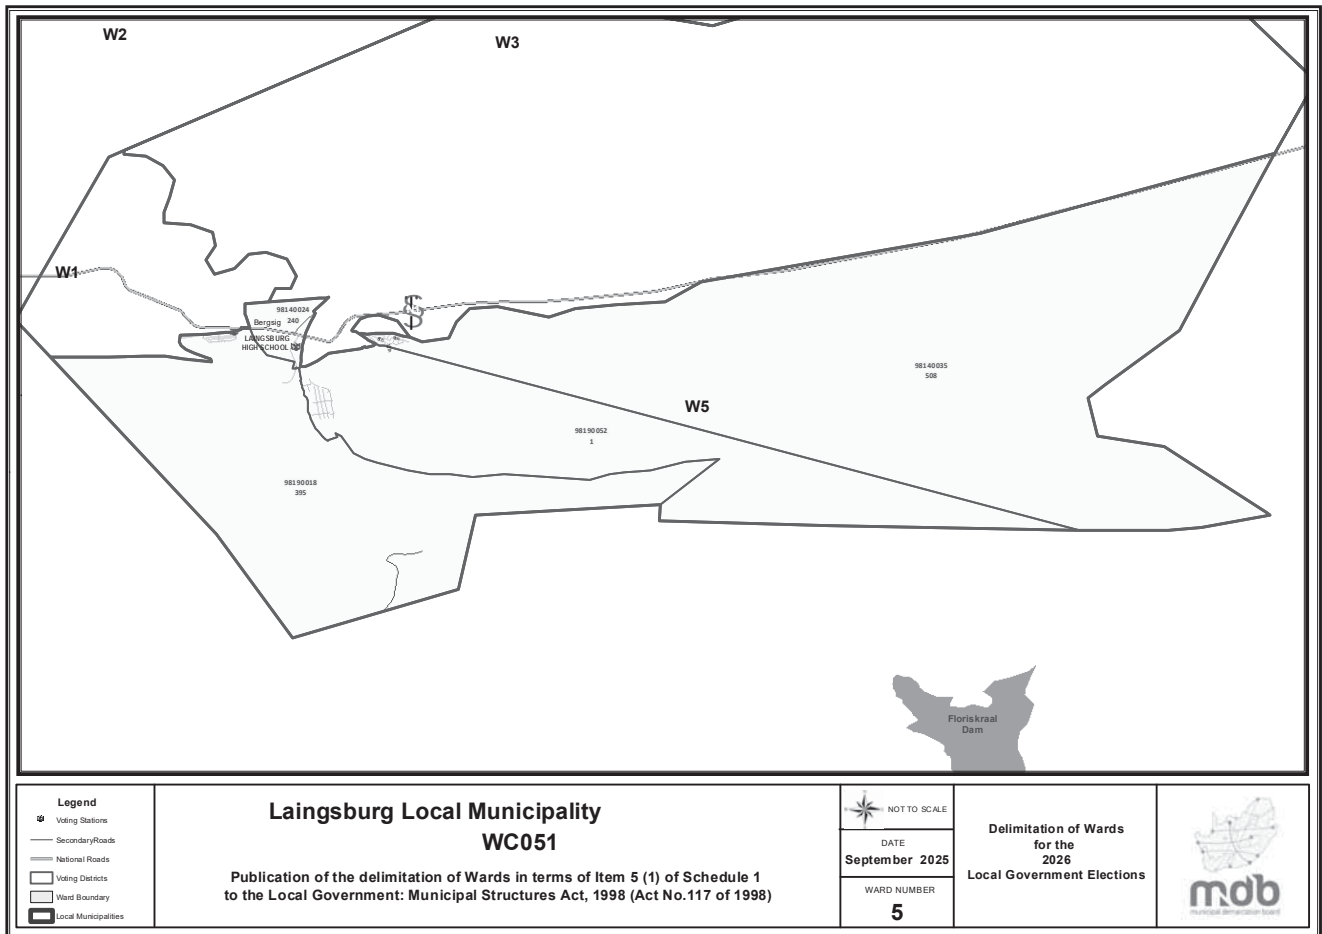 W2
W3
W1
98140024
240
Bergsig
LAINGSBURG
HIGH SCHOOL
98140035
508
W5
98190052
1
98190018
395
Floriskraal
Dam
Legend
Voting Stations
SecondaryRoads
National Roads
Voting Districts
Ward Boundary
Local Municipalities
Laingsburg Local Municipality
WC051
Publication of the delimitation of Wards in terms of Item 5 (1) of Schedule 1
to the Local Government: Municipal Structures Act, 1998 (Act No.117 of 1998)
NOT TO SCALE
DATE
September 2025
WARD NUMBER
5
Delimitation of Wards
for the
2026
Local Government Elections
mdb
municipal demarcation board